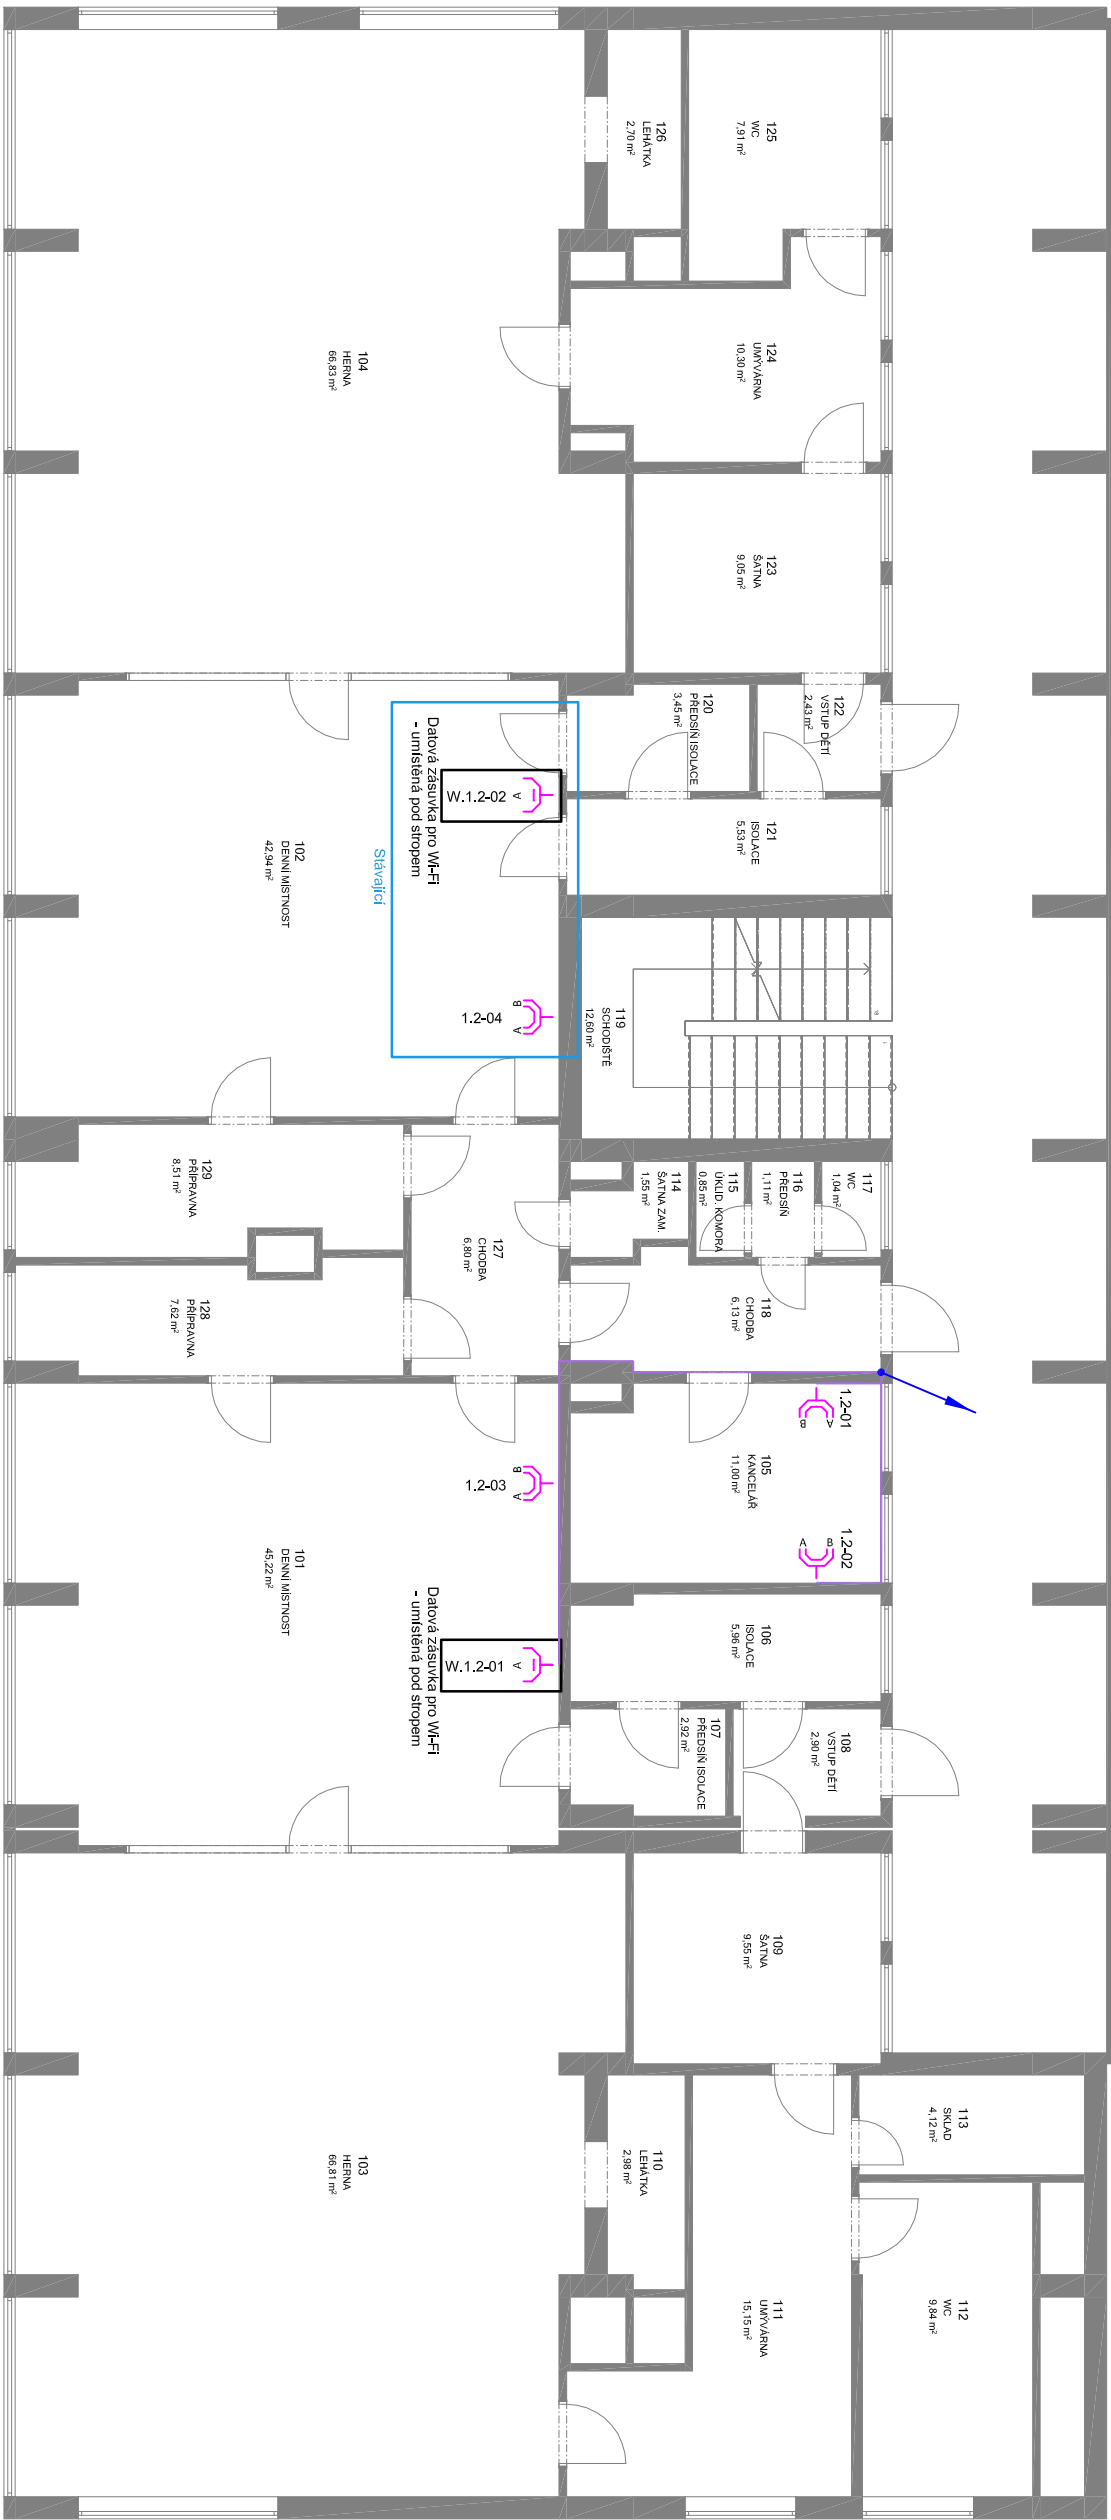 126
LEHÁTKA
2,70 m²
125
WC
7,91 m²
104
HERNA
66,83 m²
124
UMÝVÁRNA
10,30 m²
123
ŠATNA
9,05 m²
120
PŘEDSÍŇ ISOLACE
3,45 m²
122
VSTUP DĚTÍ
2,43 m²
Datová zásuvka pro Wi-Fi
- umístěná pod stropem
W.1.2-02
A
121
ISOLACE
5,53 m²
102
DENNÍ MÍSTNOST
42,94 m²
Stávající
1.2-04
B
A
119
SCHODIŠTĚ
12,60 m²
129
PŘÍPRAVNA
8,51 m²
114
ŠATNA ZAM.
1,55 m²
115
ÚKLID. KOMORA
0,85 m²
116
PŘEDSÍŇ
1,11 m²
117
WC
1,04 m²
127
CHODBA
6,80 m²
128
PŘÍPRAVNA
7,62 m²
118
CHODBA
6,13 m²
1.2-01
A
B
105
KANCELÁŘ
11,00 m²
1.2-03
B
A
1.2-02
B
A
101
DENNÍ MÍSTNOST
45,22 m²
Datová zásuvka pro Wi-Fi
- umístěná pod stropem
W.1.2-01
A
106
ISOLACE
5,96 m²
107
PŘEDSÍŇ ISOLACE
2,92 m²
108
VSTUP DĚTÍ
2,90 m²
109
ŠATNA
9,55 m²
103
HERNA
66,81 m²
110
LEHÁTKA
2,98 m²
113
SKLAD
4,12 m²
111
UMÝVÁRNA
15,15 m²
112
WC
9,84 m²